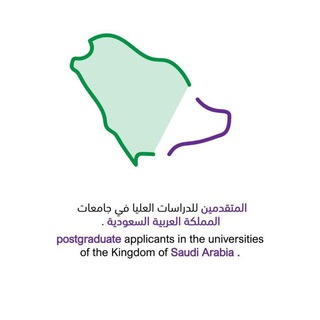 المتقدمين للدراسات العليا في جامعات
المملكة العربية السعودية .
postgraduate applicants in the universities
of the Kingdom of Saudi Arabia .